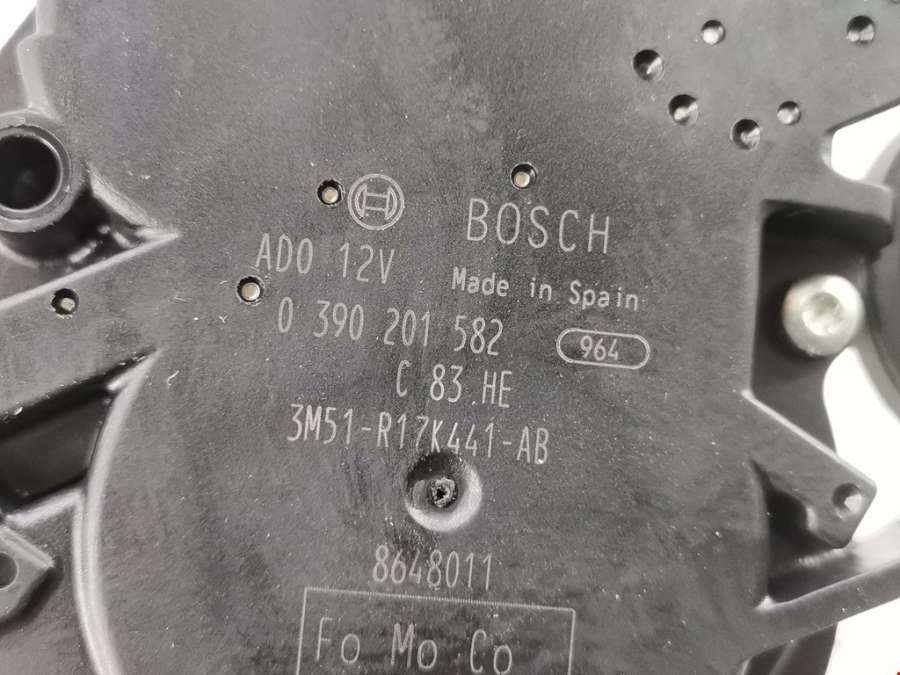 BOSCH
AD0 12V
Made in Spain
0 390 201 582
964
C 83 HE
3M51-R17K441-AB
8648011
Fo Mo Co